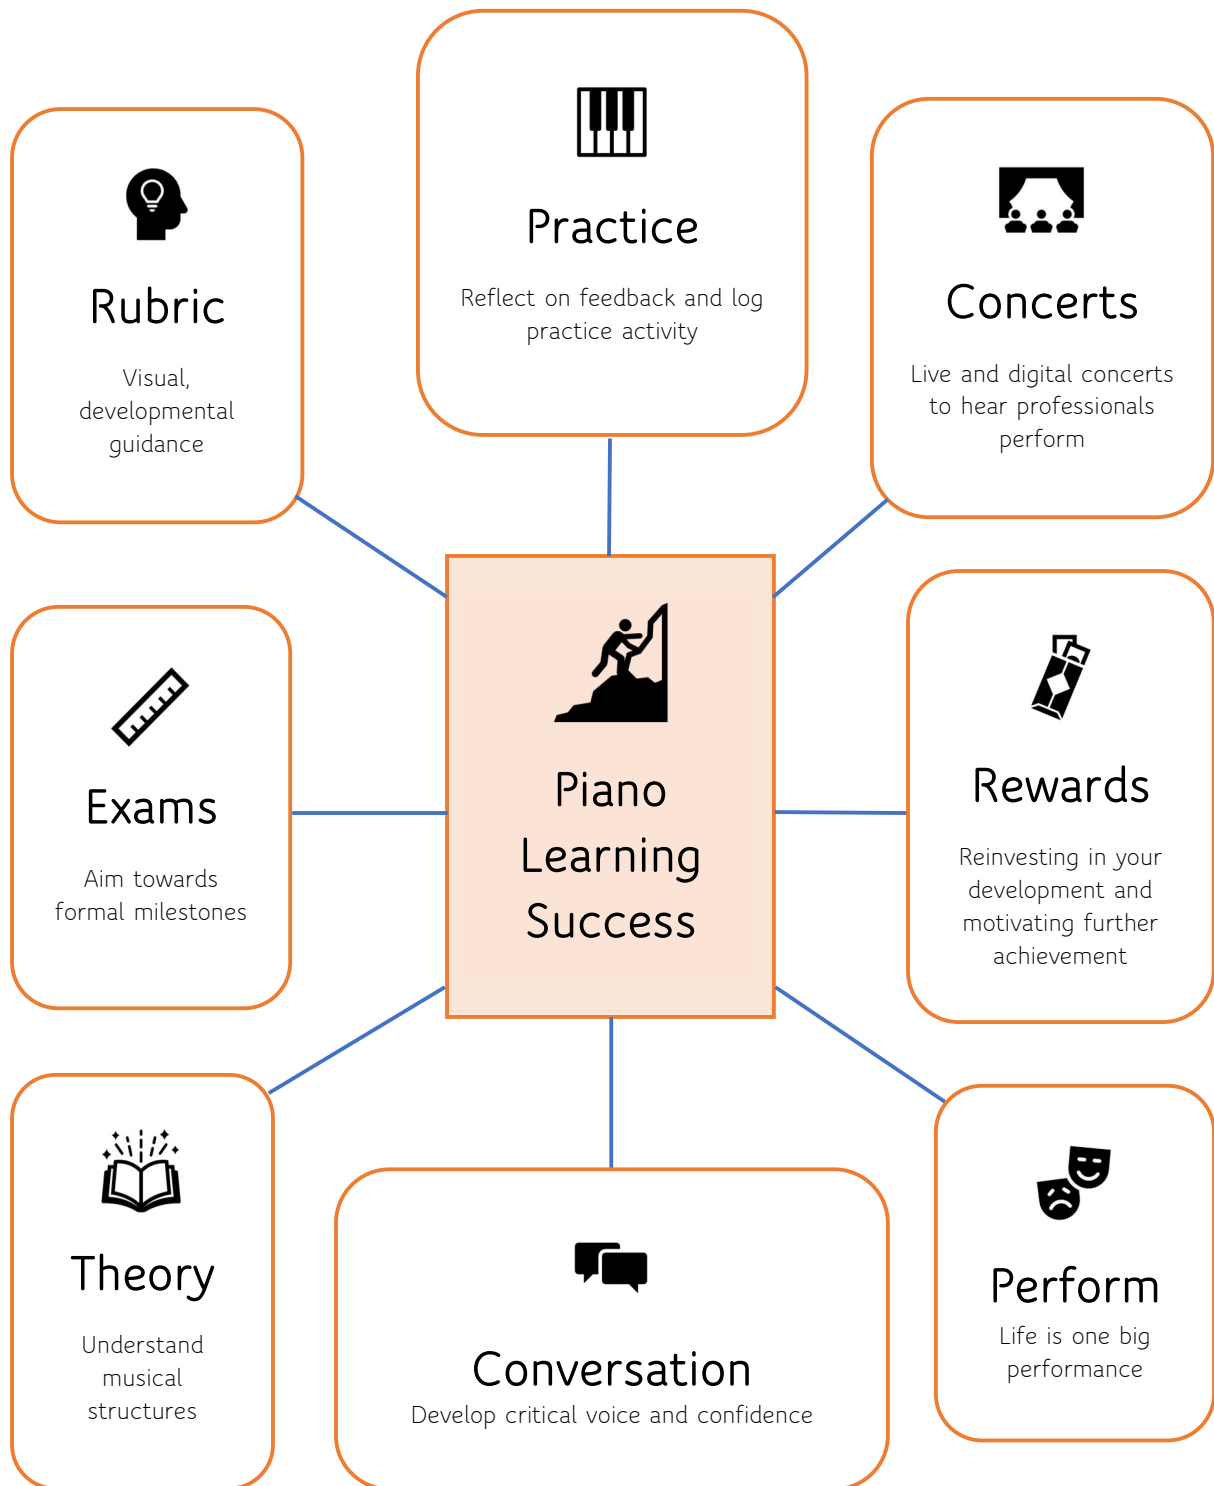 Practice
Reflect on feedback and log
practice activity
Rubric
Visual,
developmental
guidance
Concerts
Live and digital concerts
to hear professionals
perform
Exams
Aim towards
formal milestones
Piano
Learning
Success
Rewards
Reinvesting in your
development and
motivating further
achievement
Theory
Understand
musical
structures
Conversation
Develop critical voice and confidence
Perform
Life is one big
performance